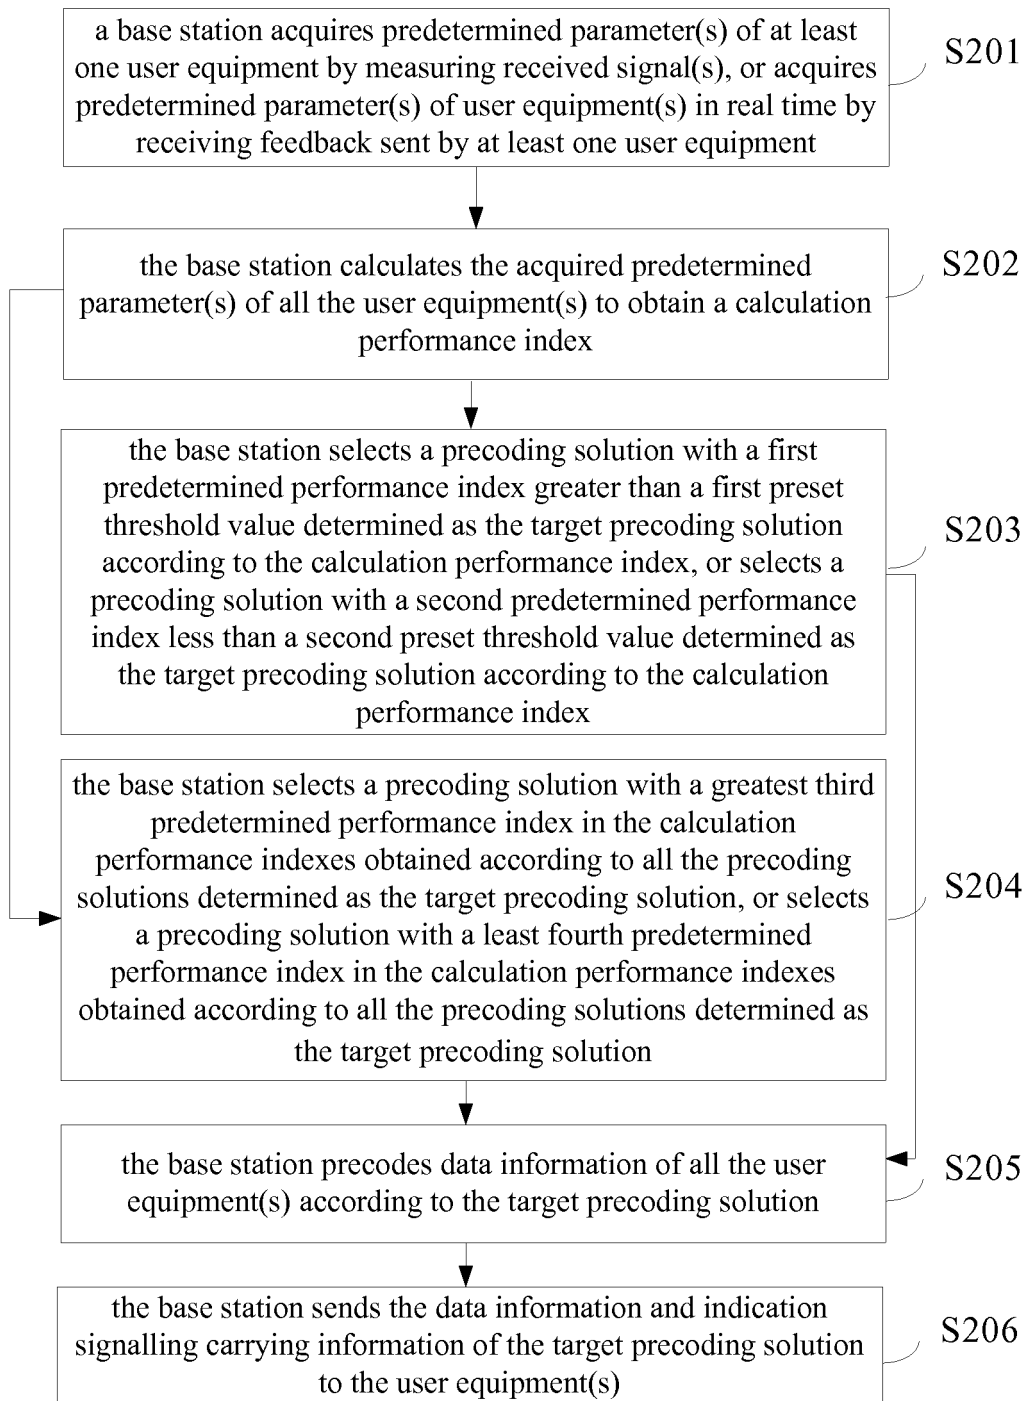 a base station acquires predetermined parameter(s) of at least
one user equipment by measuring received signal(s), or acquires
predetermined parameter(s) of user equipment(s) in real time by
receiving feedback sent by at least one user equipment
S201
the base station calculates the acquired predetermined
parameter(s) of all the user equipment(s) to obtain a calculation
performance index
S202
the base station selects a precoding solution with a first
predetermined performance index greater than a first preset
threshold value determined as the target precoding solution
according to the calculation performance index, or selects a
precoding solution with a second predetermined performance
index less than a second preset threshold value determined as
the target precoding solution according to the calculation
performance index
S203
the base station selects a precoding solution with a greatest third
predetermined performance index in the calculation
performance indexes obtained according to all the precoding
solutions determined as the target precoding solution, or selects
a precoding solution with a least fourth predetermined
performance index in the calculation performance indexes
obtained according to all the precoding solutions determined as
the target precoding solution
S204
the base station precodes data information of all the user
equipment(s) according to the target precoding solution
S205
the base station sends the data information and indication
signalling carrying information of the target precoding solution
to the user equipment(s)
S206